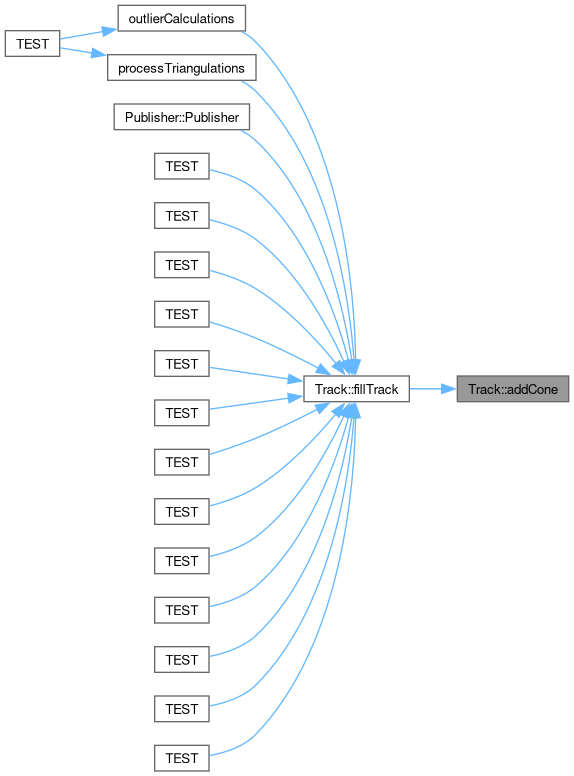 outlierCalculations
TEST
processTriangulations
Publisher::Publisher
TEST
TEST
TEST
TEST
TEST
Track::fillTrack
Track::addCone
TEST
TEST
TEST
TEST
TEST
TEST
TEST
TEST